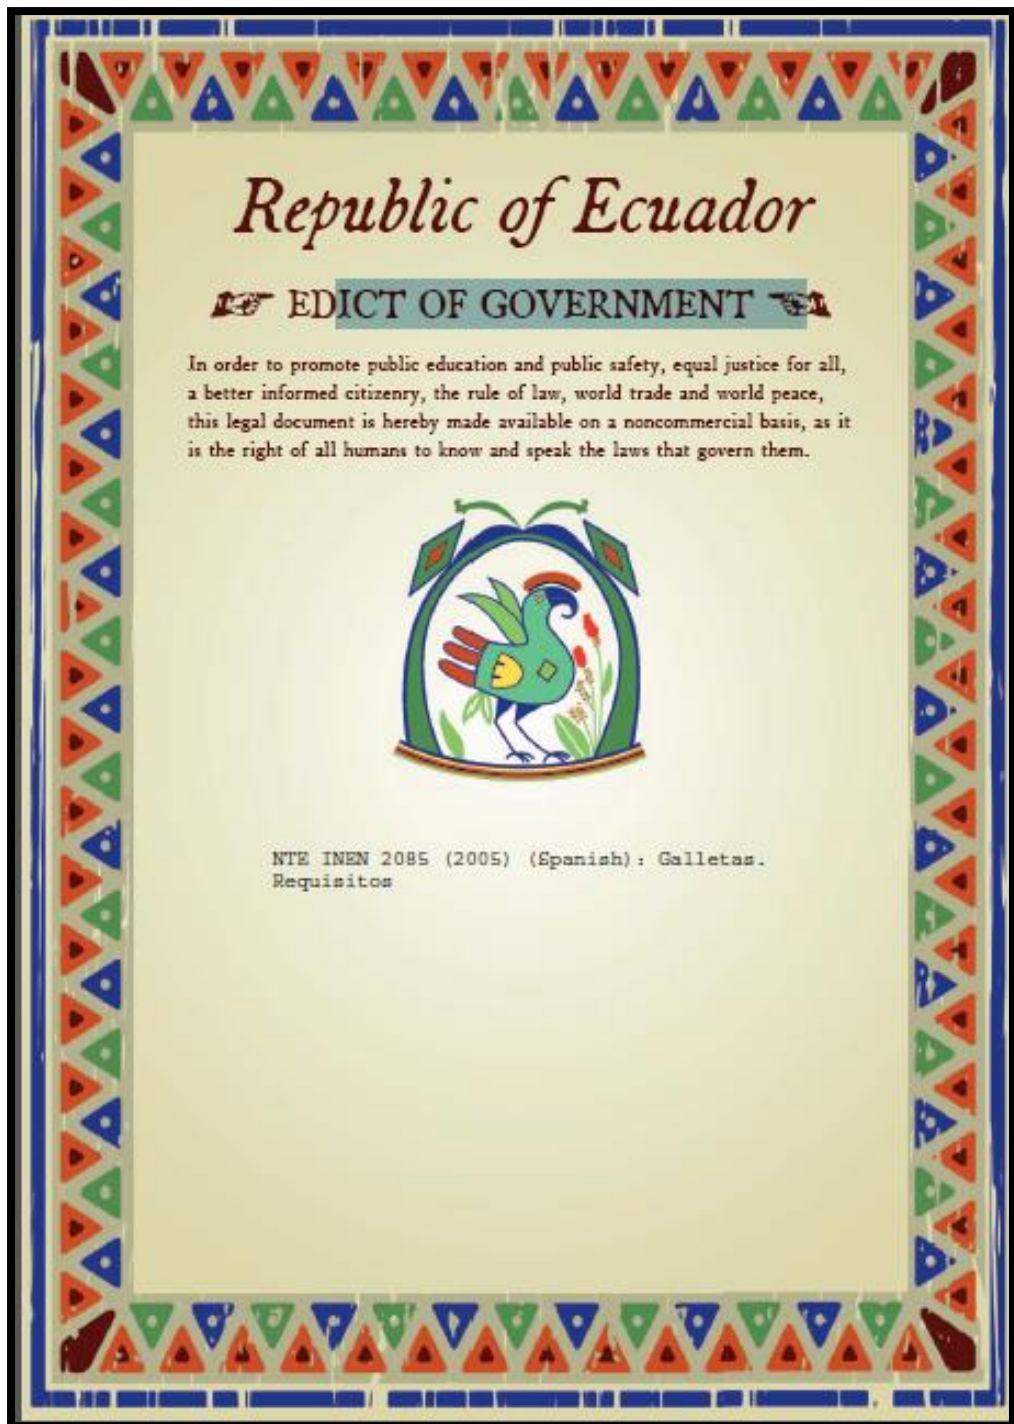 Republic of Ecuador
EDICT OF GOVERNMENT
In order to promote public education and public safety, equal justice for all,
a better informed citizenry, the rule of law, world trade and world peace,
this legal document is hereby made available on a noncommercial basis, as it
is the right of all humans to know and speak the laws that govern them.
NTE INEN 2085 (2005) (Spanish): Galletas.
Requisitos